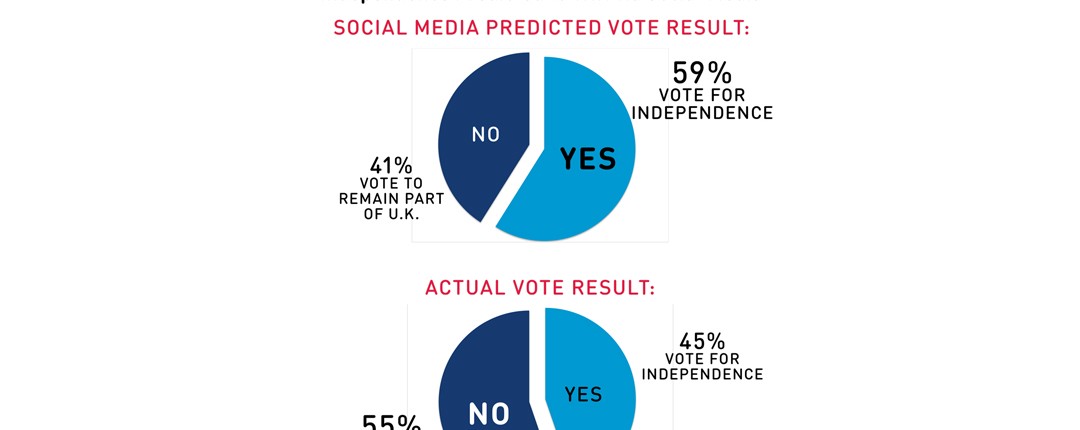 SOCIAL MEDIA PREDICTED VOTE RESULT:
59%
VOTE FOR
INDEPENDENCE
NO
YES
41%
VOTE TO
REMAIN PART
OF U.K.
ACTUAL VOTE RESULT:
45%
VOTE FOR
INDEPENDENCE
YES
NO
55%